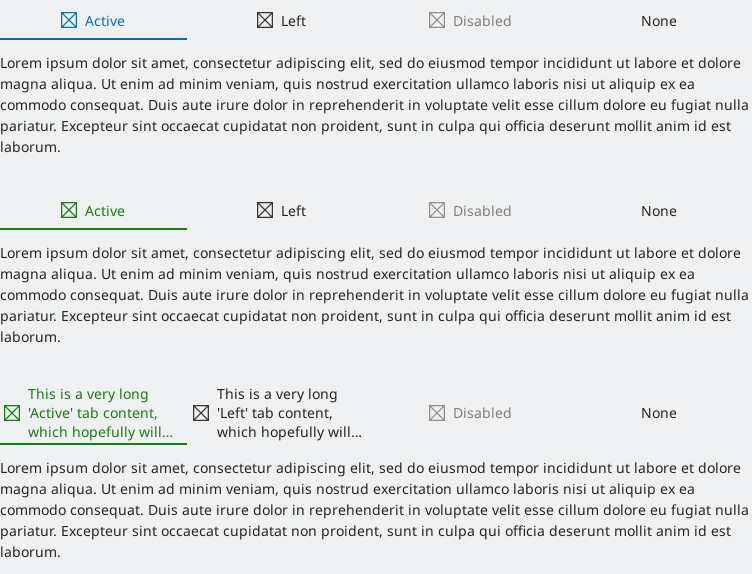 Active Left Disabled None
Lorem ipsum dolor sit amet, consectetur adipiscing elit, sed do eiusmod tempor incididunt ut labore et dolore
magna aliqua. Ut enim ad minim veniam, quis nostrud exercitation ullamco laboris nisi ut aliquip ex ea
commodo consequat. Duis aute irure dolor in reprehenderit in voluptate velit esse cillum dolore eu fugiat nulla
pariatur. Excepteur sint occaecat cupidatat non proident, sunt in culpa qui officia deserunt mollit anim id est
laborum.
Active Left Disabled None
Lorem ipsum dolor sit amet, consectetur adipiscing elit, sed do eiusmod tempor incididunt ut labore et dolore
magna aliqua. Ut enim ad minim veniam, quis nostrud exercitation ullamco laboris nisi ut aliquip ex ea
commodo consequat. Duis aute irure dolor in reprehenderit in voluptate velit esse cillum dolore eu fugiat nulla
pariatur. Excepteur sint occaecat cupidatat non proident, sunt in culpa qui officia deserunt mollit anim id est
laborum.
This is a very long
'Active' tab content,
which hopefully will...
This is a very long
'Left' tab content,
which hopefully will...
Disabled
None
Lorem ipsum dolor sit amet, consectetur adipiscing elit, sed do eiusmod tempor incididunt ut labore et dolore
magna aliqua. Ut enim ad minim veniam, quis nostrud exercitation ullamco laboris nisi ut aliquip ex ea
commodo consequat. Duis aute irure dolor in reprehenderit in voluptate velit esse cillum dolore eu fugiat nulla
pariatur. Excepteur sint occaecat cupidatat non proident, sunt in culpa qui officia deserunt mollit anim id est
laborum.